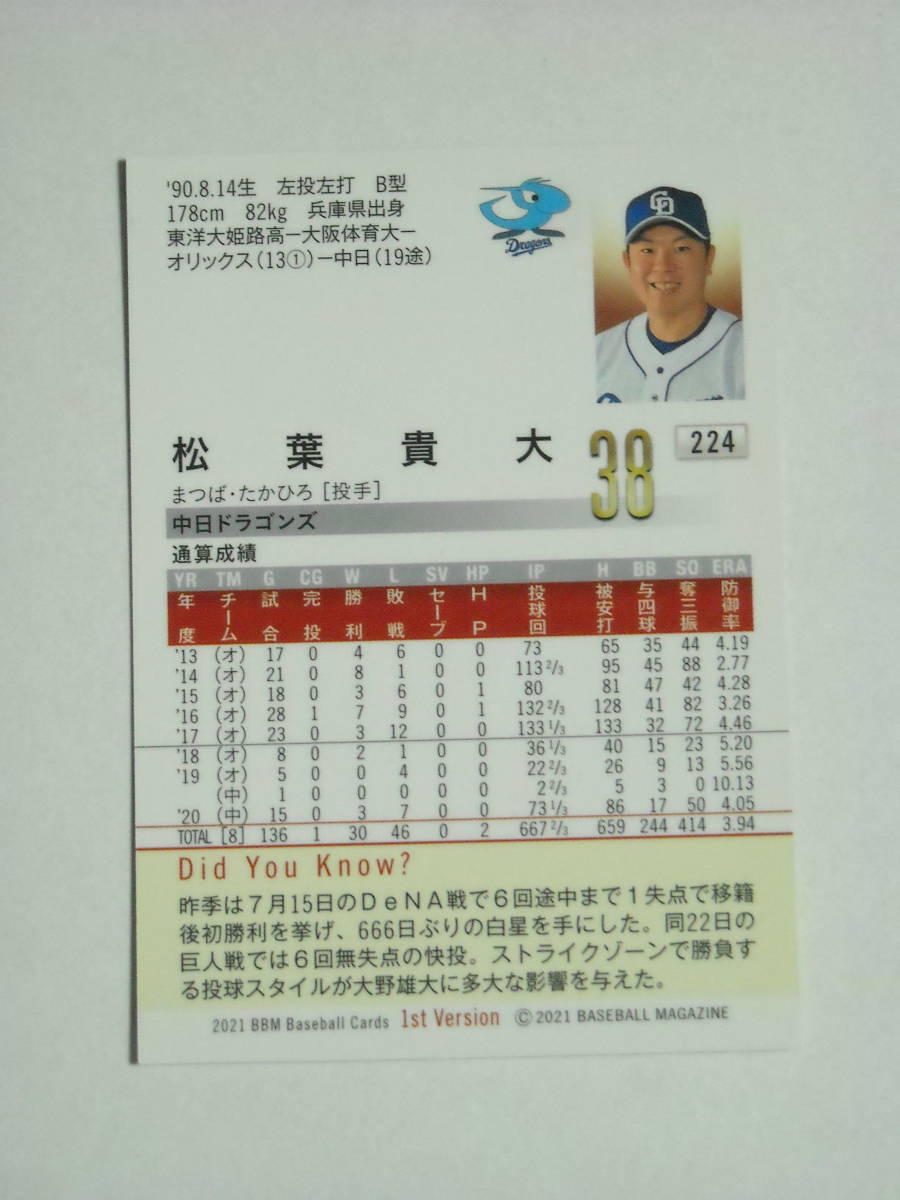 '90.8.14生 左投左打 B型
178cm 82kg 兵庫県出身
東洋大姫路高ー大阪体育大ー
オリックス(13①)ー中日(19途)
Dragons
CD
松葉貴大
38
224
まつば・たかひろ [投手]
中日ドラゴンズ
通算成績
YR TM G CG W L SV HP IP H BB SO ERA
年度 チーム 試合 完投 勝利 敗戦 セーブ HP 投球回 被安打 与四球 奪三振 防御率
'13 (オ) 17 0 4 6 0 0 73 65 35 44 4.19
'14 (オ) 21 0 8 1 0 0 113 2/3 95 45 88 2.77
'15 (オ) 18 0 3 6 0 1 80 81 47 42 4.28
'16 (オ) 28 1 7 9 0 1 132 2/3 128 41 82 3.26
'17 (オ) 23 0 3 12 0 0 133 1/3 133 32 72 4.46
'18 (オ) 8 0 2 1 0 0 36 1/3 40 15 23 5.20
'19 (オ) 5 0 0 4 0 0 22 2/3 26 9 13 5.56
(中) 1 0 0 0 0 0 2 2/3 5 3 0 10.13
'20 (中) 15 0 3 7 0 0 73 1/3 86 17 50 4.05
TOTAL [8] 136 1 30 46 0 2 667 2/3 659 244 414 3.94
Did You Know?
昨季は7月15日のDeNA戦で6回途中まで1失点で移籍
後初勝利を挙げ、666日ぶりの白星を手にした。同22日の
巨人戦では6回無失点の快投。ストライクゾーンで勝負す
る投球スタイルが大野雄大に多大な影響を与えた。
2021 BBM Baseball Cards 1st Version ©2021 BASEBALL MAGAZINE